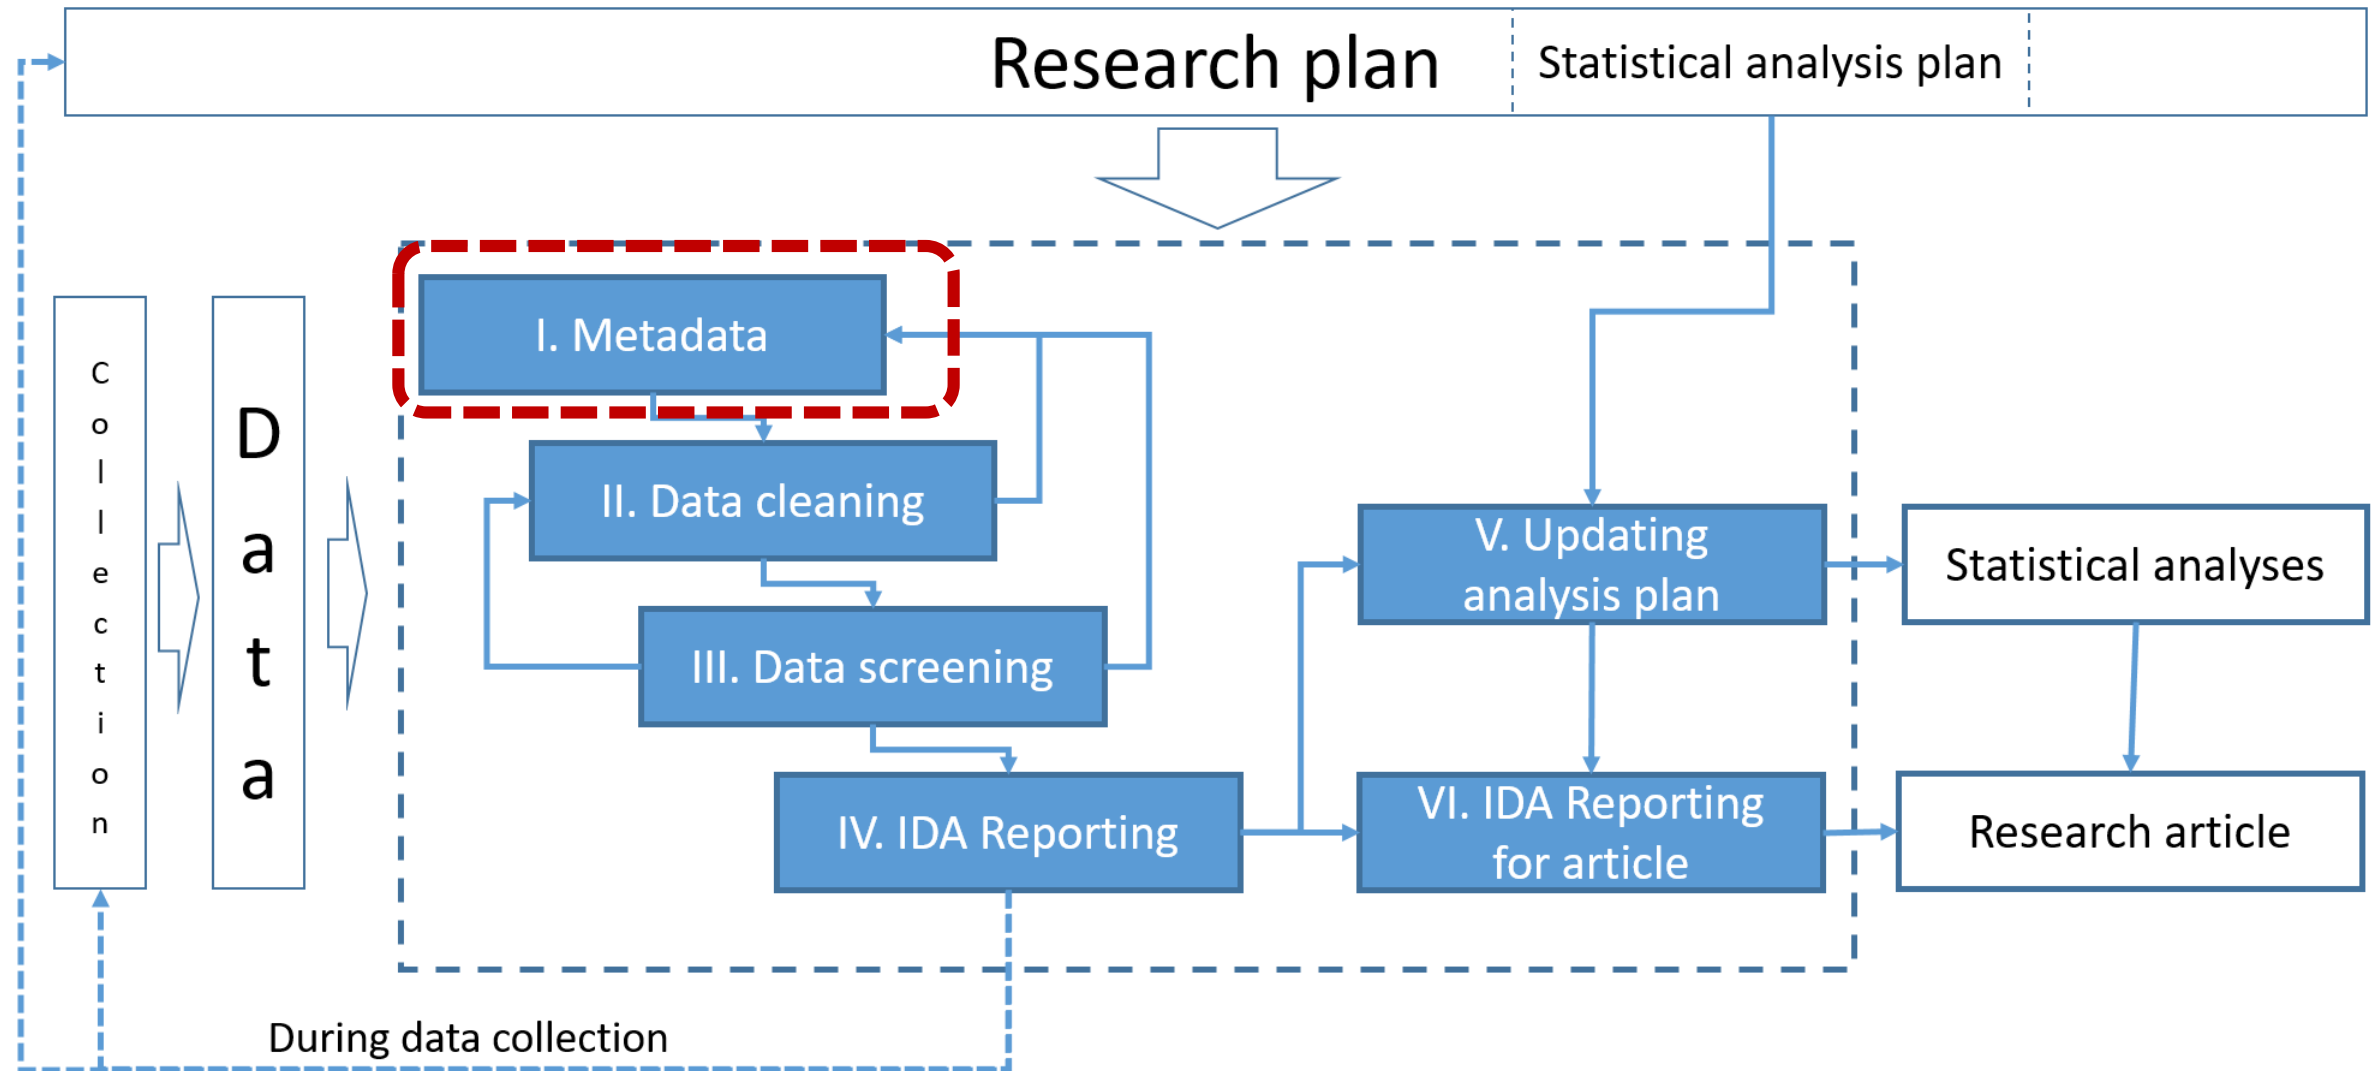 Research plan
Statistical analysis plan
Collection
Data
I. Metadata
II. Data cleaning
III. Data screening
IV. IDA Reporting
V. Updating
analysis plan
VI. IDA Reporting
for article
Statistical analyses
Research article
During data collection